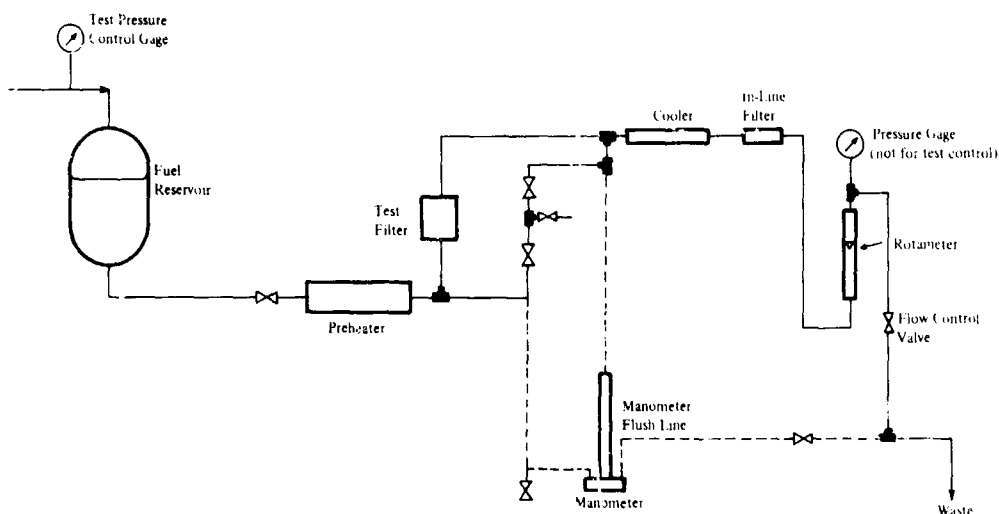 Test Pressure
Control Gage
Fuel
Reservoir
Test
Filter
Preheater
Cooler
In-Line
Filter
Pressure Gage
(not for test control)
Rotameter
Flow Control
Valve
Manometer
Flush Line
Manometer
Waste